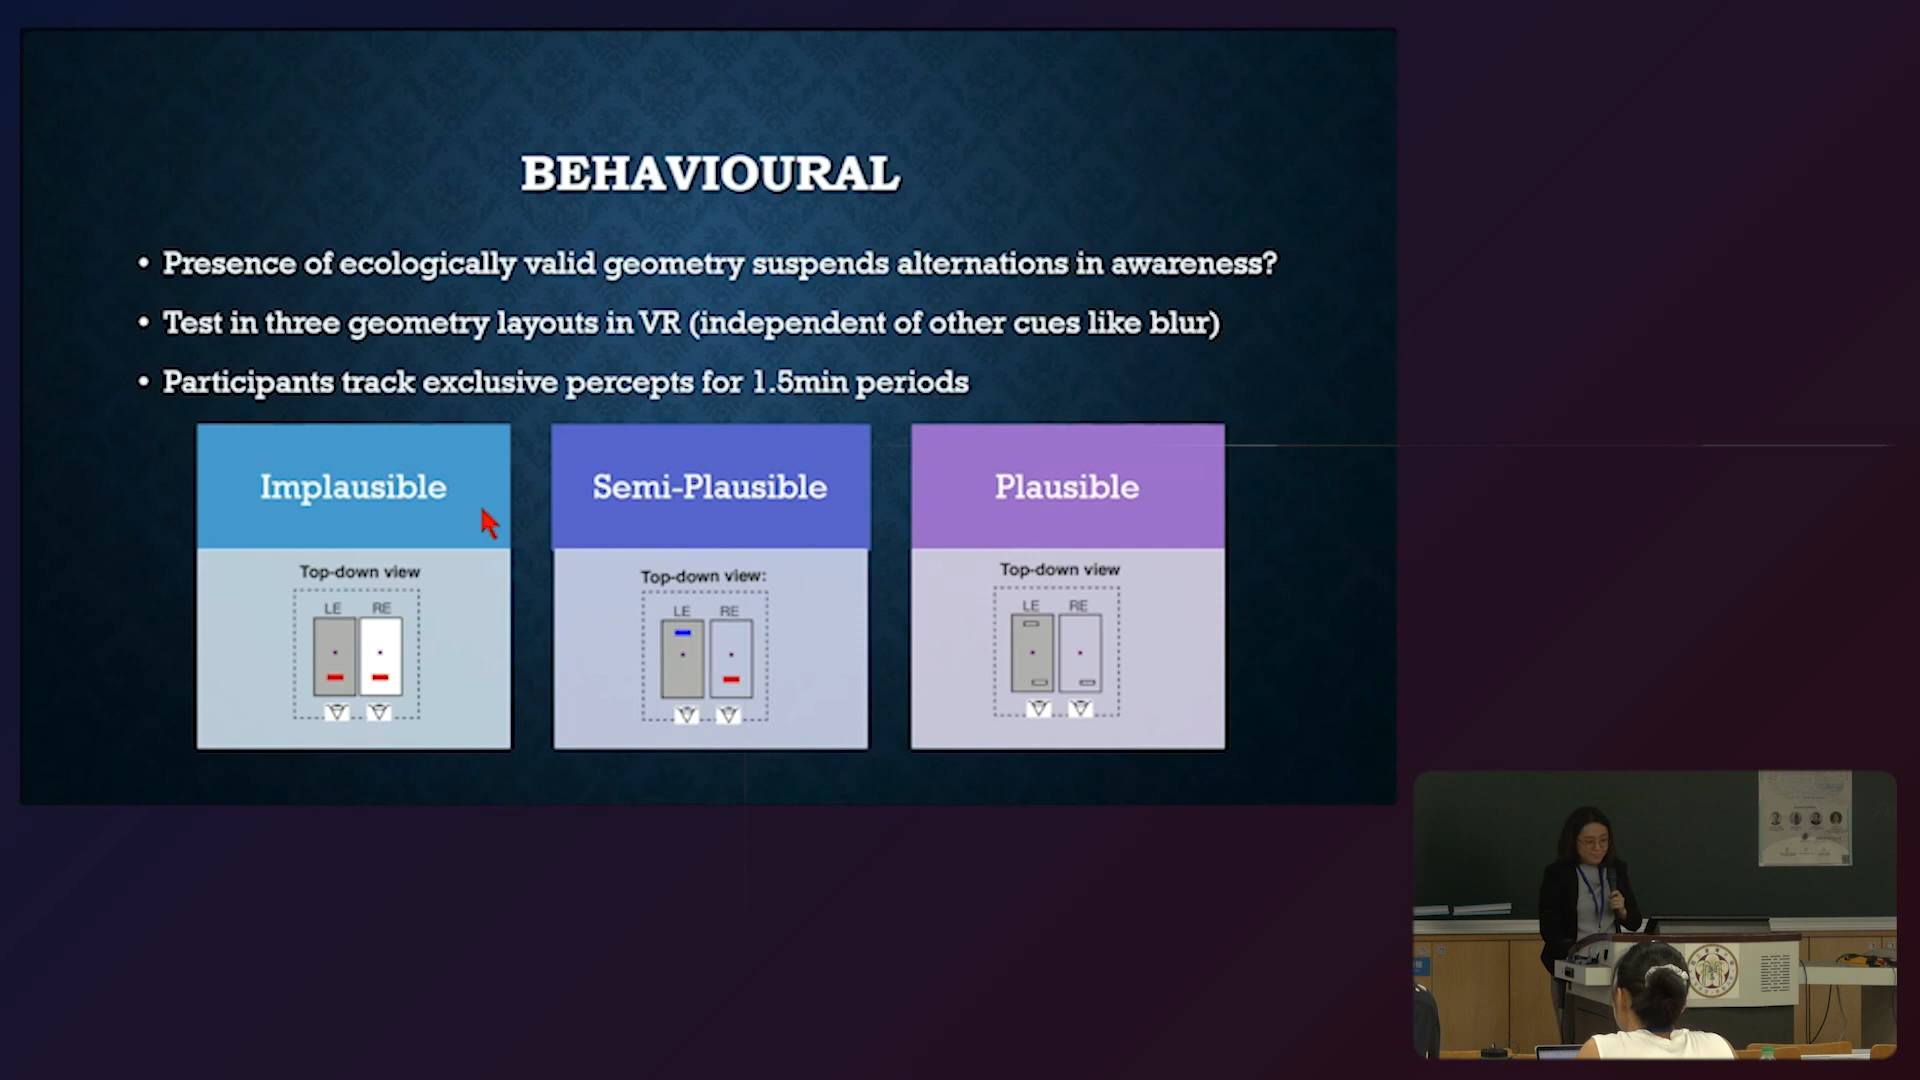 BEHAVIOURAL
• Presence of ecologically valid geometry suspends alternations in awareness?
• Test in three geometry layouts in VR (independent of other cues like blur)
• Participants track exclusive percepts for 1.5min periods
Implausible
Top-down view
LE RE
Semi-Plausible
Top-down view:
LE RE
Plausible
Top-down view
LE RE